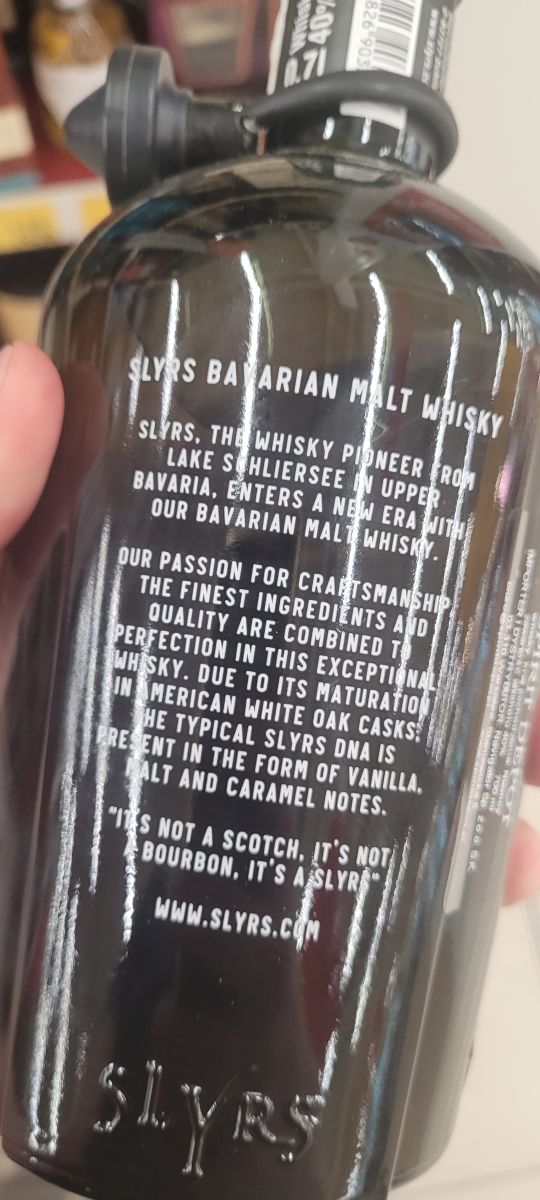 Whisky
.7l 40%
826 903
SLYRS BAVARIAN MALT WHISKY
SLYRS, THE WHISKY PIONEER FROM
LAKE SCHLIERSEE IN UPPER
BAVARIA, ENTERS A NEW ERA WITH
OUR BAVARIAN MALT WHISKY.
OUR PASSION FOR CRAFTSMANSHIP,
THE FINEST INGREDIENTS AND
QUALITY ARE COMBINED TO
PERFECTION IN THIS EXCEPTIONAL
WHISKY. DUE TO ITS MATURATION
IN AMERICAN WHITE OAK CASKS,
THE TYPICAL SLYRS DNA IS
PRESENT IN THE FORM OF VANILLA,
MALT AND CARAMEL NOTES.
"IT'S NOT A SCOTCH, IT'S NOT
A BOURBON, IT'S A SLYRS"
WWW.SLYRS.COM
SLYRS